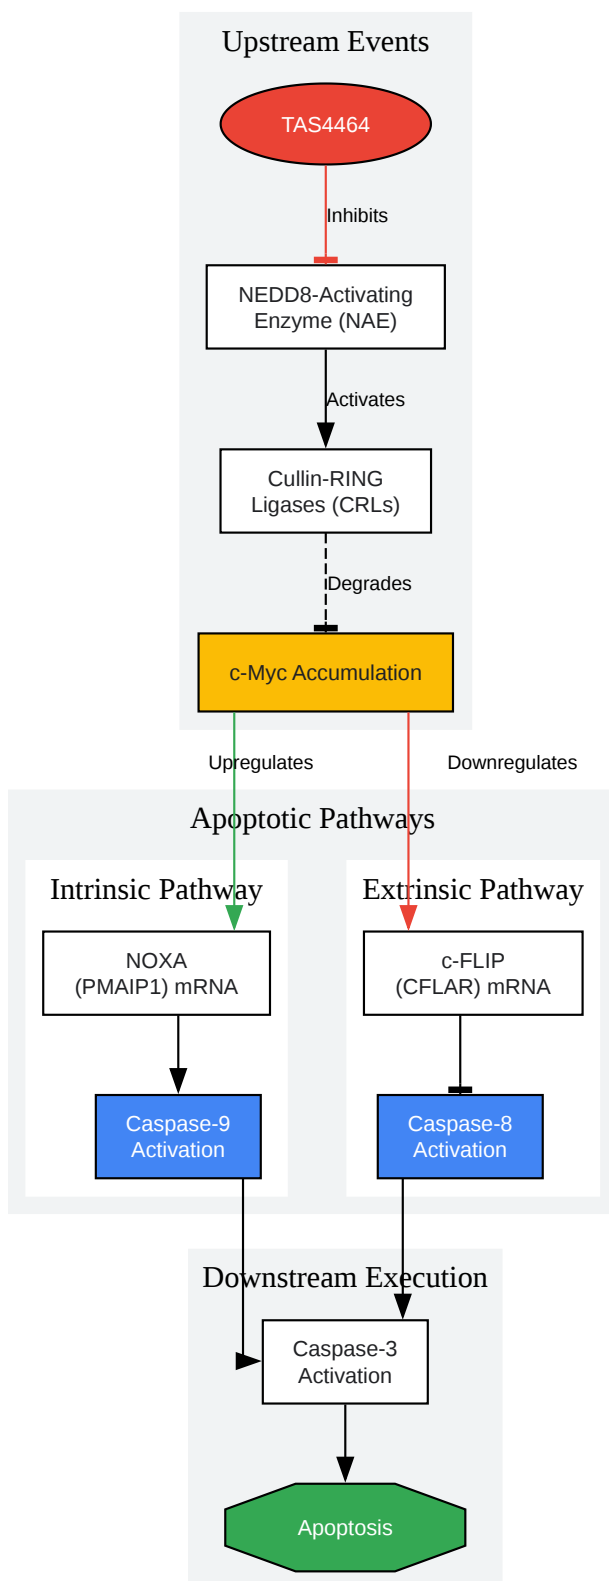 Upstream Events
TAS4464
Inhibits
NEDD8-Activating
Enzyme (NAE)
Activates
Cullin-RING
Ligases (CRLs)
Degrades
c-Myc Accumulation
Upregulates
Downregulates
Apoptotic Pathways
Intrinsic Pathway
Extrinsic Pathway
NOXA
(PMAIP1) mRNA
c-FLIP
(CFLAR) mRNA
Caspase-9
Activation
Caspase-8
Activation
Downstream Execution
Caspase-3
Activation
Apoptosis